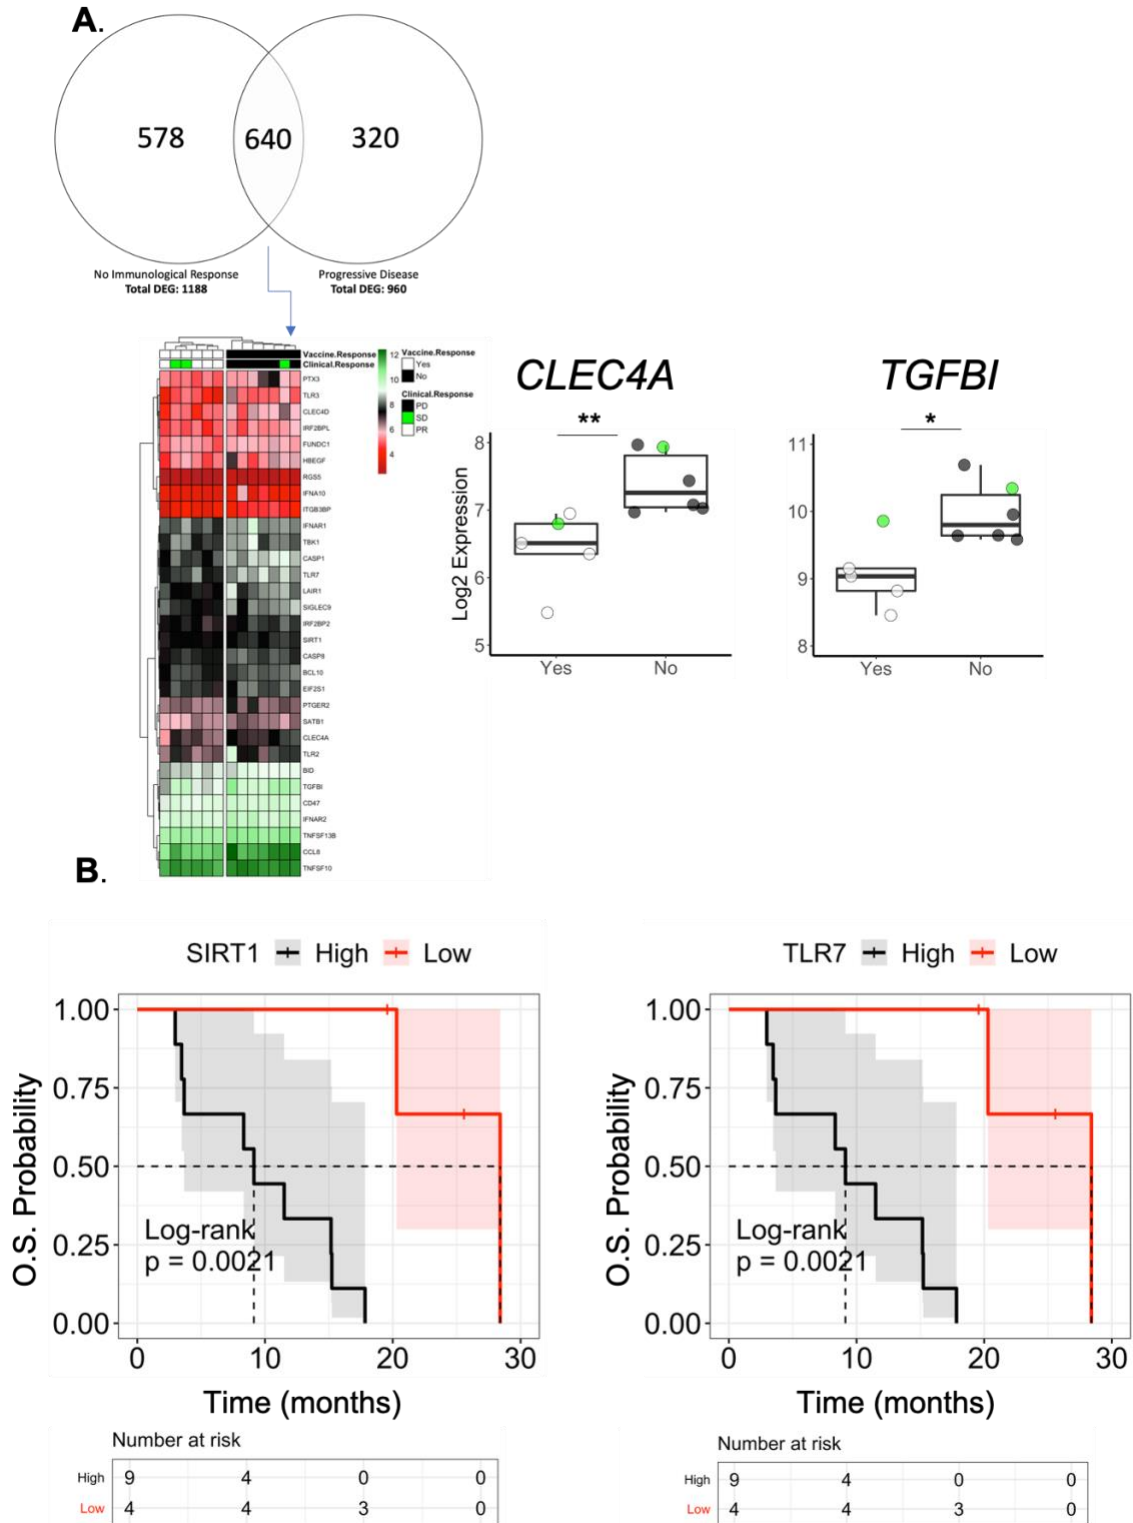 A.
578
640
320
No Immunological Response
Total DEG: 1188
Progressive Disease
Total DEG: 960
Vaccine.Response
Clinical.Response
PTX3
TLR3
CLEC4D
IRF2BPL
FUNDC1
HBEGF
RGS5
IFNA10
ITGB3BP
IFNAR1
TBK1
CASP1
TLR7
LAIR1
SIGLEC9
IRF2BP2
SIRT1
CASP8
BCL10
EIF2S1
PTGER2
SATB1
CLEC4A
TLR2
BID
TGFBI
CD47
IFNAR2
TNFSF13B
CCL8
TNFSF10
12
10
8
6
4
Vaccine.Response
Yes
No
Clinical.Response
PD
SD
PR
CLEC4A
**
Log2 Expression
8
7
6
5
Yes No
TGFBI
*
11
10
9
8
Yes No
B.
SIRT1 High Low
O.S. Probability
1.00
0.75
0.50
0.25
0.00
Log-rank
p = 0.0021
0 10 20 30
Time (months)
Number at risk
High 9 4 0 0
Low 4 4 3 0
TLR7 High Low
O.S. Probability
1.00
0.75
0.50
0.25
0.00
Log-rank
p = 0.0021
0 10 20 30
Time (months)
Number at risk
High 9 4 0 0
Low 4 4 3 0